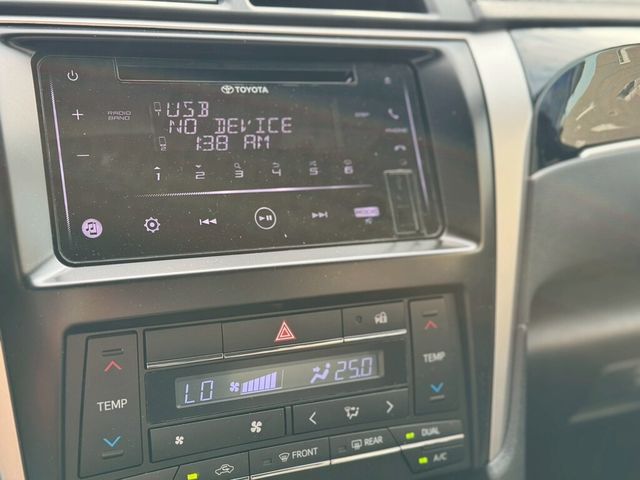 TOYOTA
USB
NO DEVICE
1:38 AM
RADIO
BAND
PHONE
1 2 3 4 5 6
TEMP
LO
25.0
TEMP
FRONT
REAR
DUAL
A/C